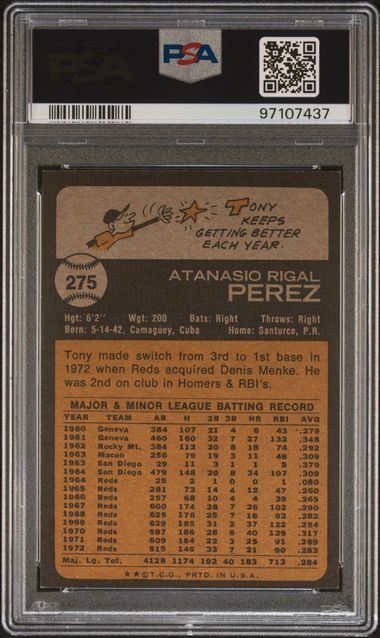 PSA
PSA
97107437
TONY
KEEPS
GETTING BETTER
EACH YEAR.
275
ATANASIO RIGAL
PEREZ
Hgt: 6'2" Wgt: 200 Bats: Right Throws: Right
Born: 5-14-42, Camaguey, Cuba Home: Santurce, P.R.
Tony made switch from 3rd to 1st base in
1972 when Reds acquired Denis Menke. He
was 2nd on club in Homers & RBI's.
MAJOR & MINOR LEAGUE BATTING RECORD
YEAR TEAM AB H 2B 3B HR RBI AVG
1960 Geneva 384 107 21 4 6 43 .279
1961 Geneva 460 160 32 7 27 132 .348
1962 Rocky Mt. 384 112 20 8 18 74 .292
1963 Macon 256 79 19 3 11 48 .309
1963 San Diego 29 11 3 1 1 5 .379
1964 San Diego 479 148 20 8 34 107 .309
1964 Reds 25 2 1 0 0 1 .080
1965 Reds 281 73 14 4 12 47 .260
1966 Reds 257 68 10 4 4 39 .265
1967 Reds 600 174 28 7 26 102 .290
1968 Reds 625 176 25 7 18 92 .282
1969 Reds 629 185 31 2 37 122 .294
1970 Reds 587 186 28 6 40 129 .317
1971 Reds 609 164 22 3 25 91 .269
1972 Reds 515 146 33 7 21 90 .283
Maj. Lg. Tot. 4128 1174 192 40 183 713 .284
★★©T.C.G., PRTD. IN U.S.A.
PSA